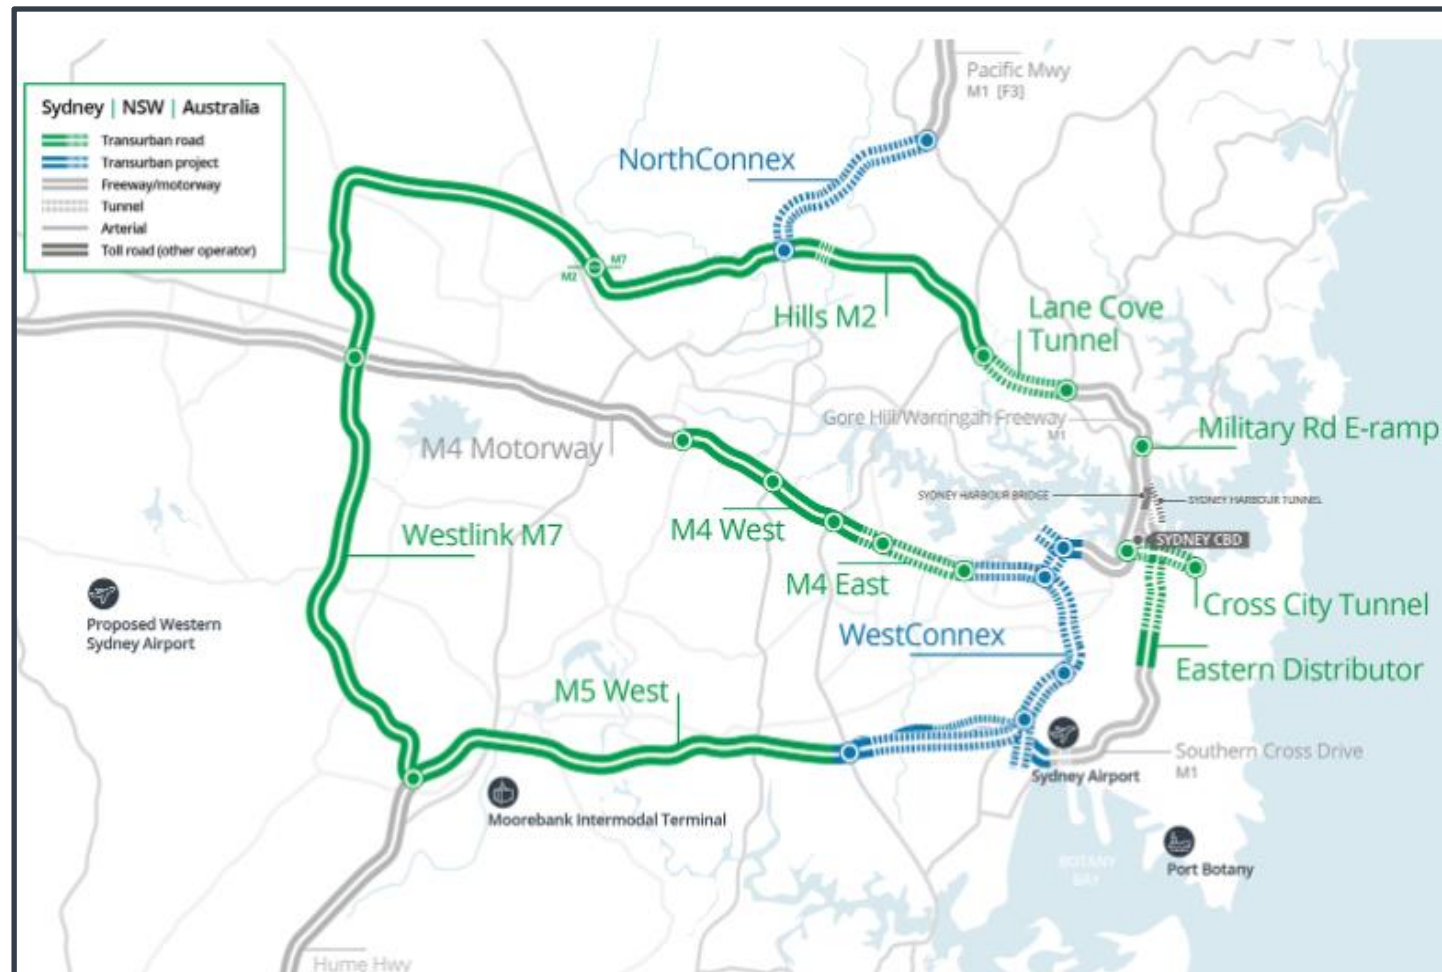 Sydney | NSW | Australia
Transurban road
Transurban project
Freeway/motorway
Tunnel
Arterial
Toll road (other operator)
Pacific Mwy
M1 [F3]
NorthConnex
M7
M2
Hills M2
Lane Cove
Tunnel
Gore Hill/Warringah Freeway
M1
Military Rd E-ramp
M4 Motorway
SYDNEY HARBOUR BRIDGE
SYDNEY HARBOUR TUNNEL
M4 West
Westlink M7
SYDNEY CBD
M4 East
Cross City Tunnel
Proposed Western
Sydney Airport
WestConnex
Eastern Distributor
M5 West
Southern Cross Drive
M1
Sydney Airport
Moorebank Intermodal Terminal
BOTANY
BAY
Port Botany
Hume Hwy